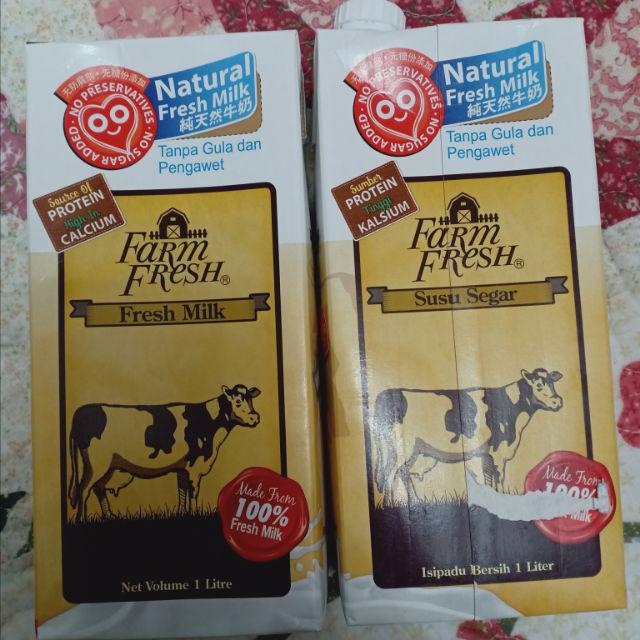 无防腐剂·无糖份添加
NO PRESERVATIVES
NO SUGAR ADDED
Natural
Fresh Milk
純天然牛奶
Tanpa Gula dan
Pengawet
Source Of
PROTEIN
High In
CALCIUM
FARM
FRESH®
Fresh Milk
Made From
100%
Fresh Milk
Net Volume 1 Litre
无防腐剂·无糖份添加
NO PRESERVATIVES
NO SUGAR ADDED
Natural
Fresh Milk
純天然牛奶
Tanpa Gula dan
Pengawet
Sumber
PROTEIN
Tinggi
KALSIUM
FARM
FRESH®
Susu Segar
Made From
100%
Fresh Milk
Isipadu Bersih 1 Liter